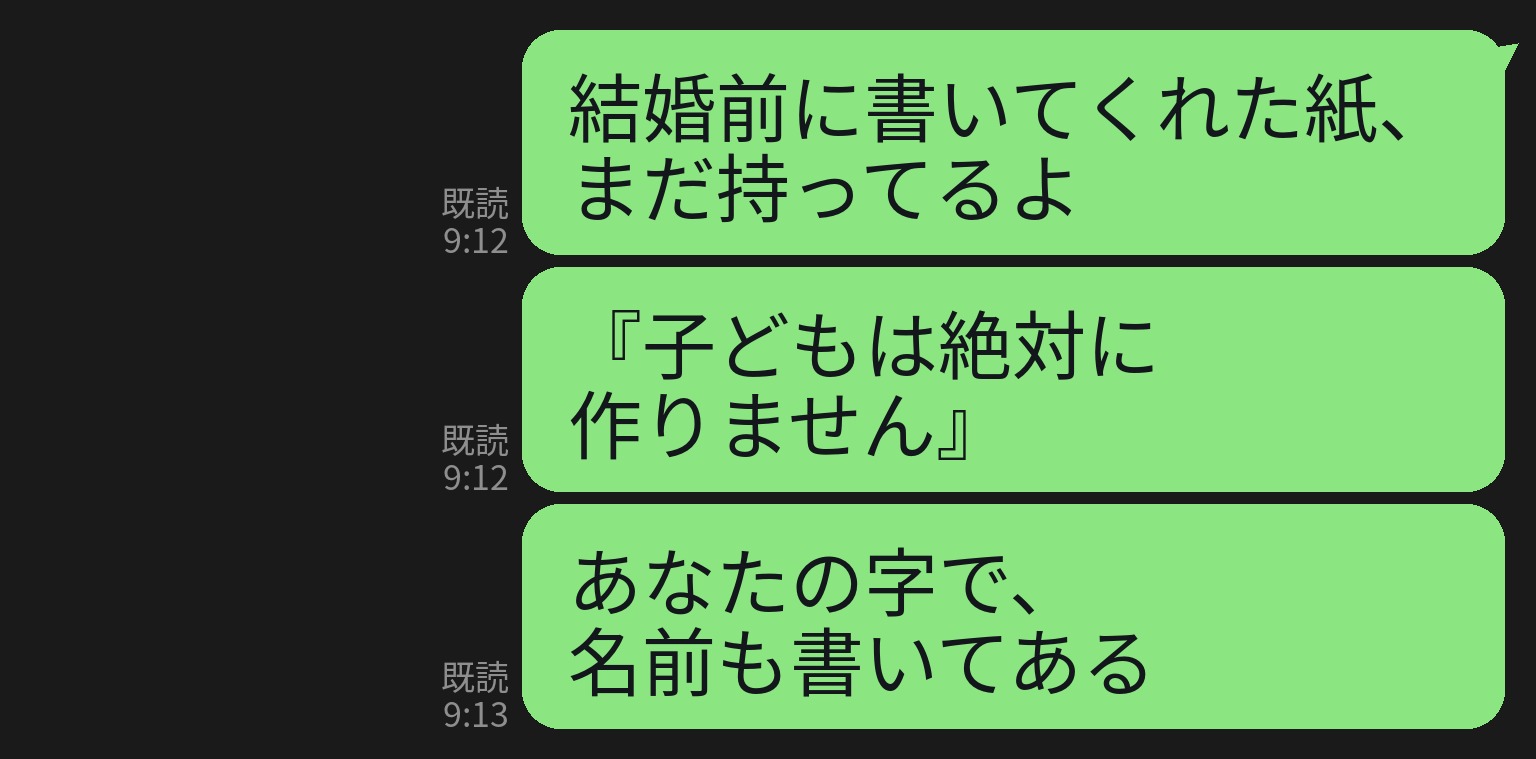 結婚前に書いてくれた紙、
まだ持ってるよ
既読
9:12
『子どもは絶対に
作りません』
既読
9:12
あなたの字で、
名前も書いてある
既読
9:13